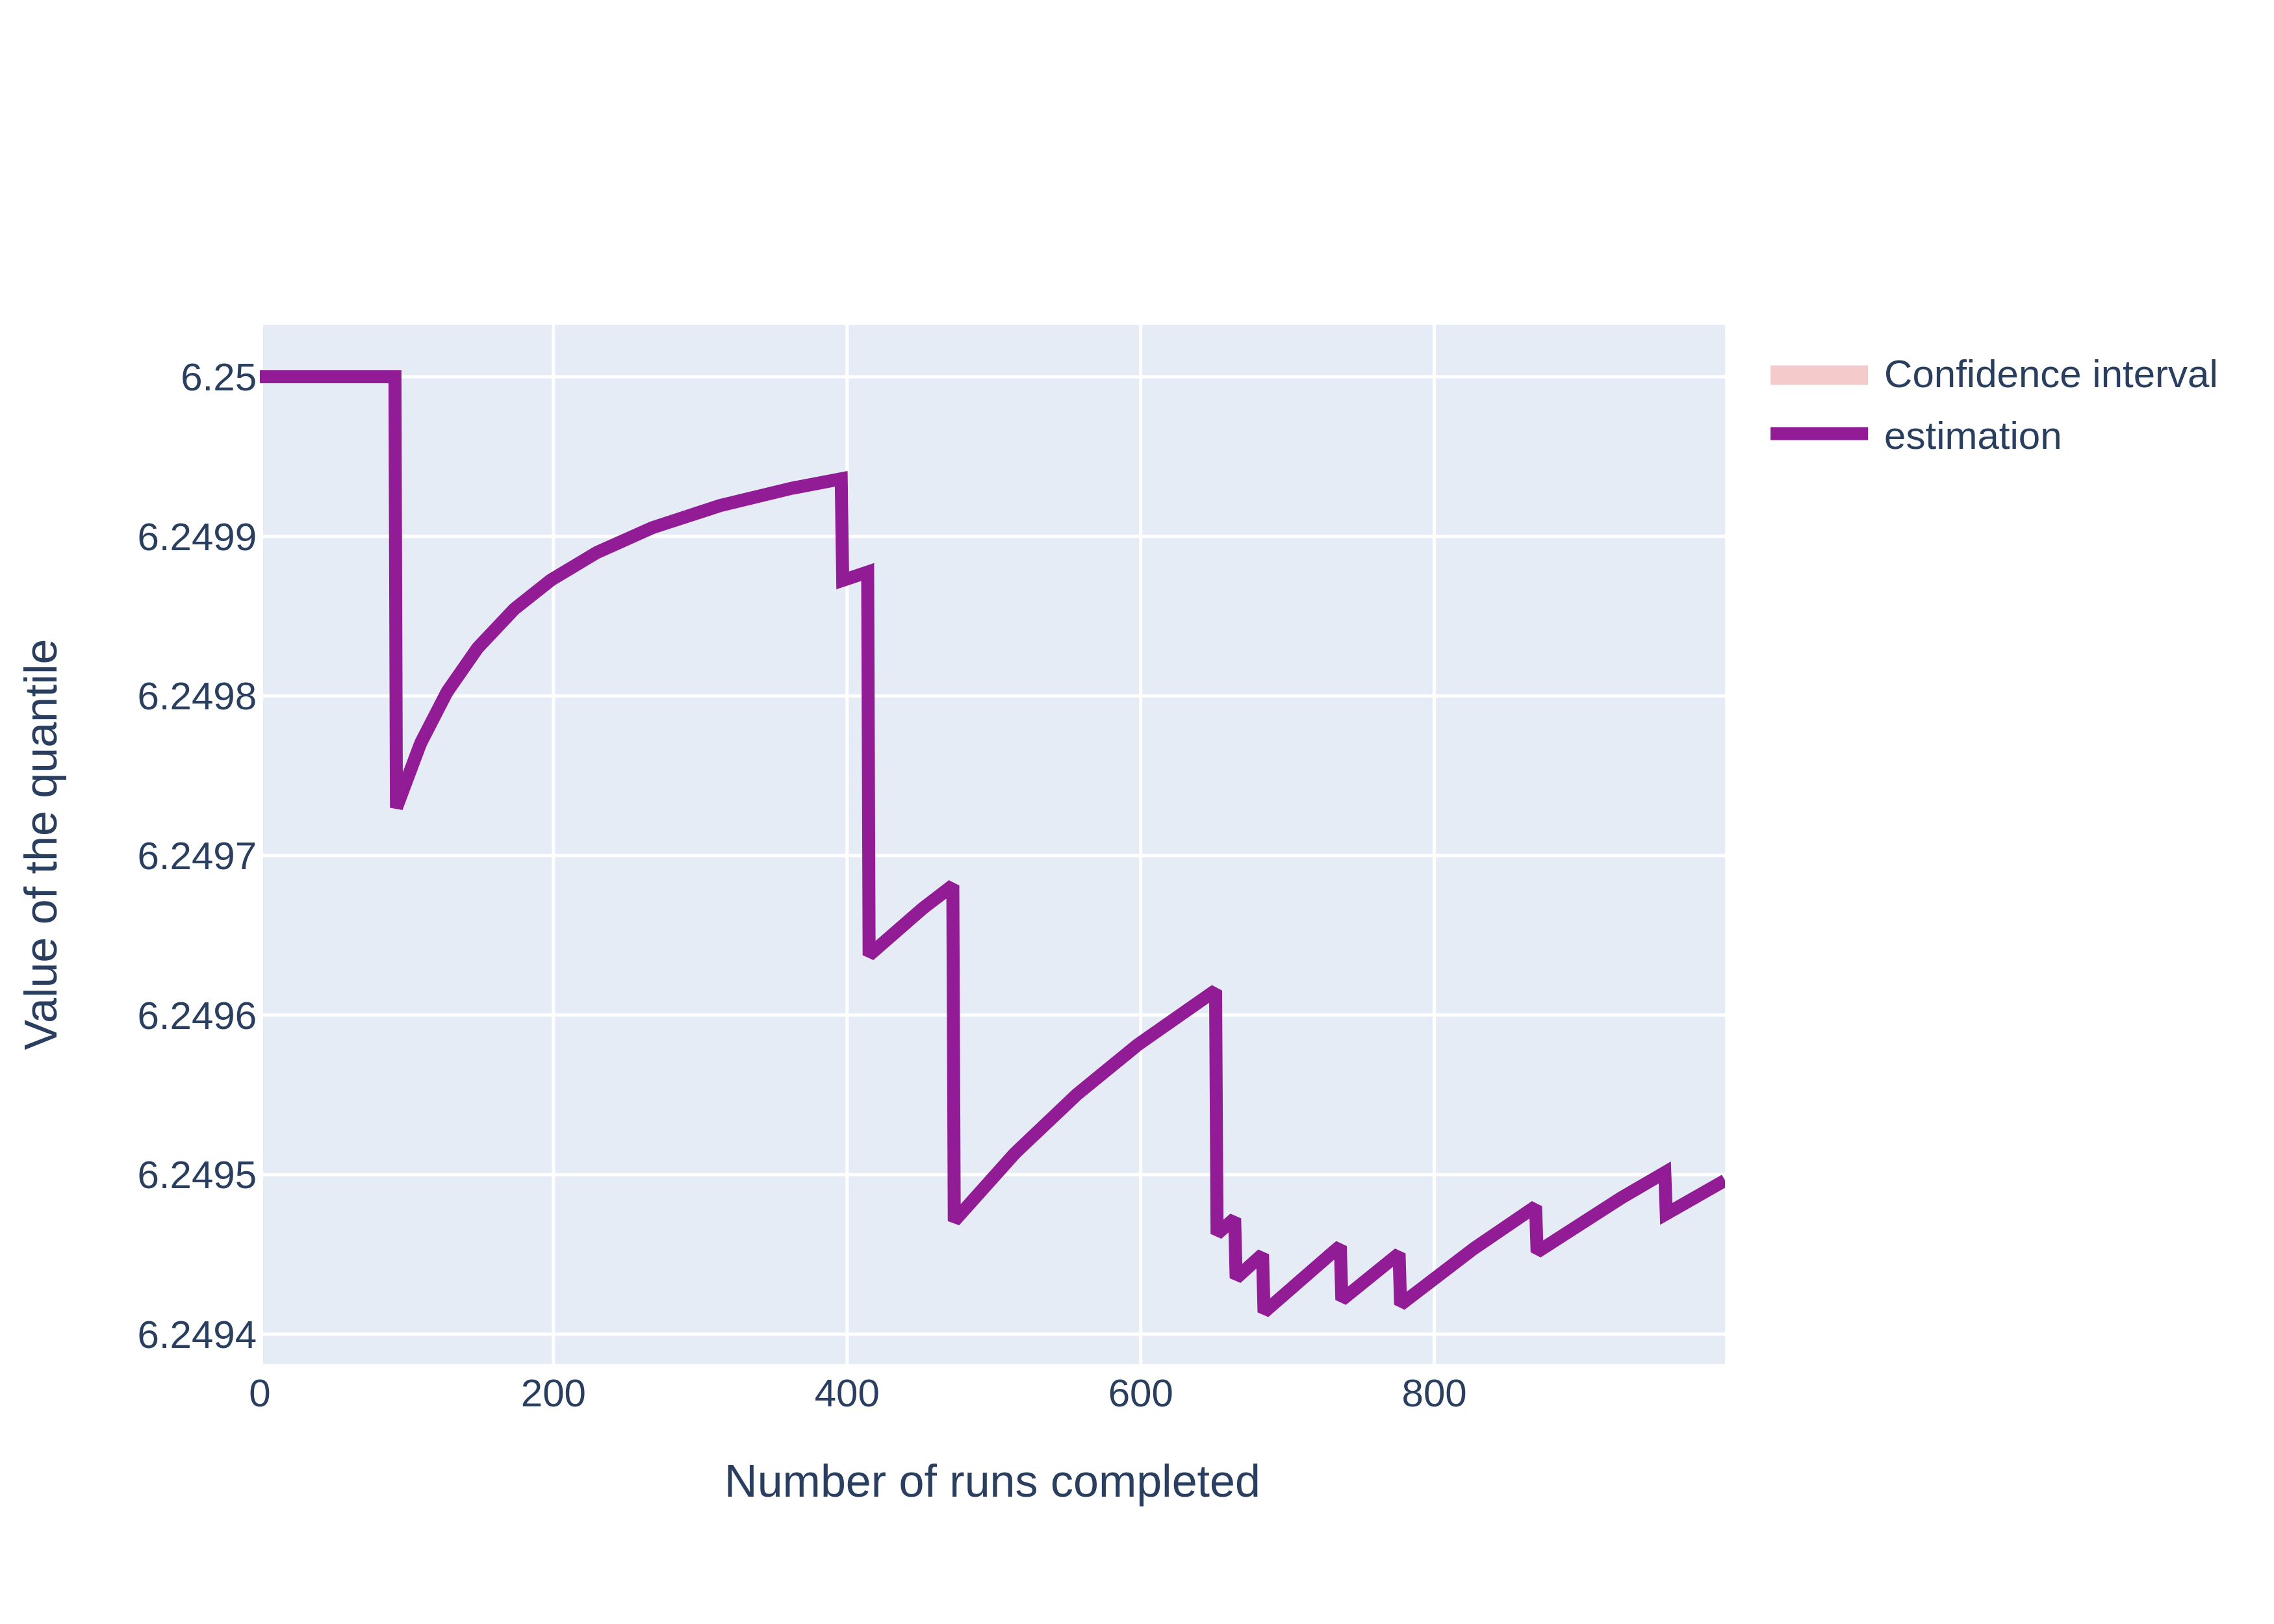 6.25
6.2499
6.2498
6.2497
6.2496
6.2495
6.2494
0 200 400 600 800
Number of runs completed
Value of the quantile
Confidence interval
estimation